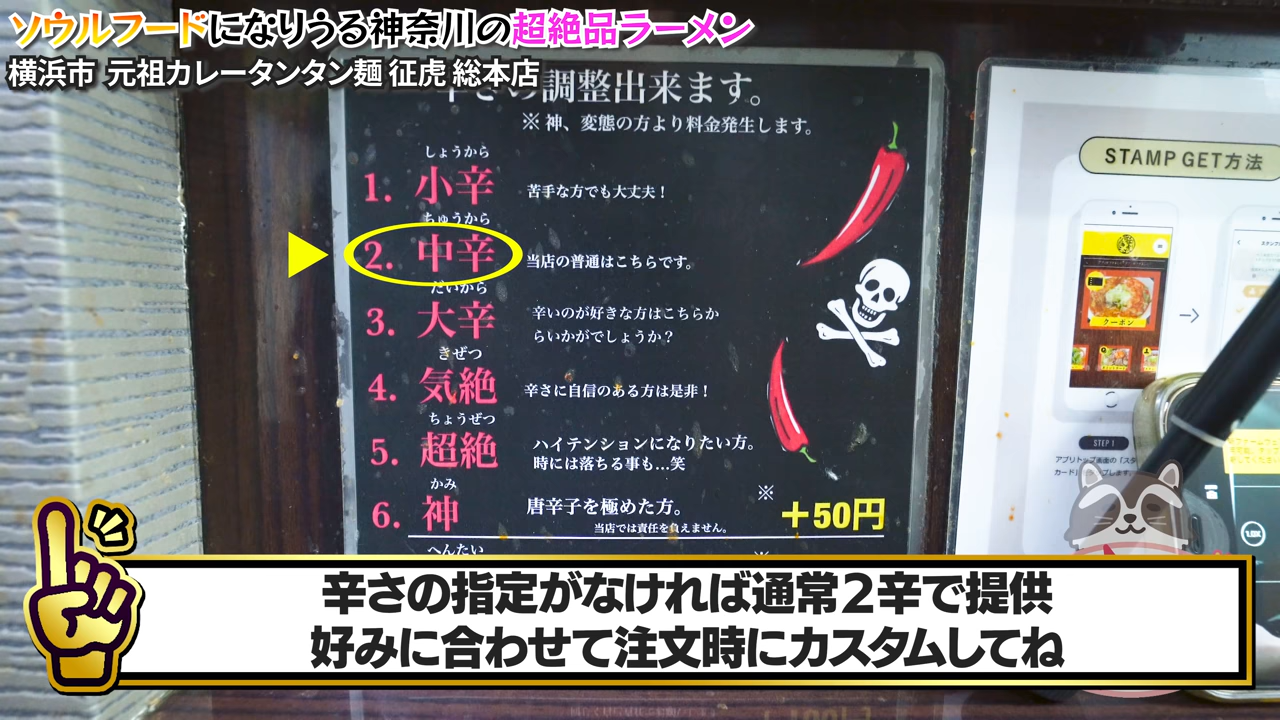 ソウルフードになりうる神奈川の超絶品ラーメン
横浜市 元祖カレータンタン麺 征虎 総本店
辛さの調整出来ます。
※神、変態の方より料金発生します。
しょうから
1. 小辛 苦手な方でも大丈夫！
ちゅうから
2. 中辛 当店の普通はこちらです。
だいから
3. 大辛 辛いのが好きな方はこちらか
らいかがでしょうか？
きぜつ
4. 気絶 辛さに自信のある方は是非！
ちょうぜつ
5. 超絶 ハイテンションになりたい方。
時には落ちる事も…笑
かみ
6. 神 唐辛子を極めた方。
※
＋50円
当店では責任を負えません。
へんたい
STAMP GET方法
クーポン
STEP 1
辛さの指定がなければ通常２辛で提供
好みに合わせて注文時にカスタムしてね